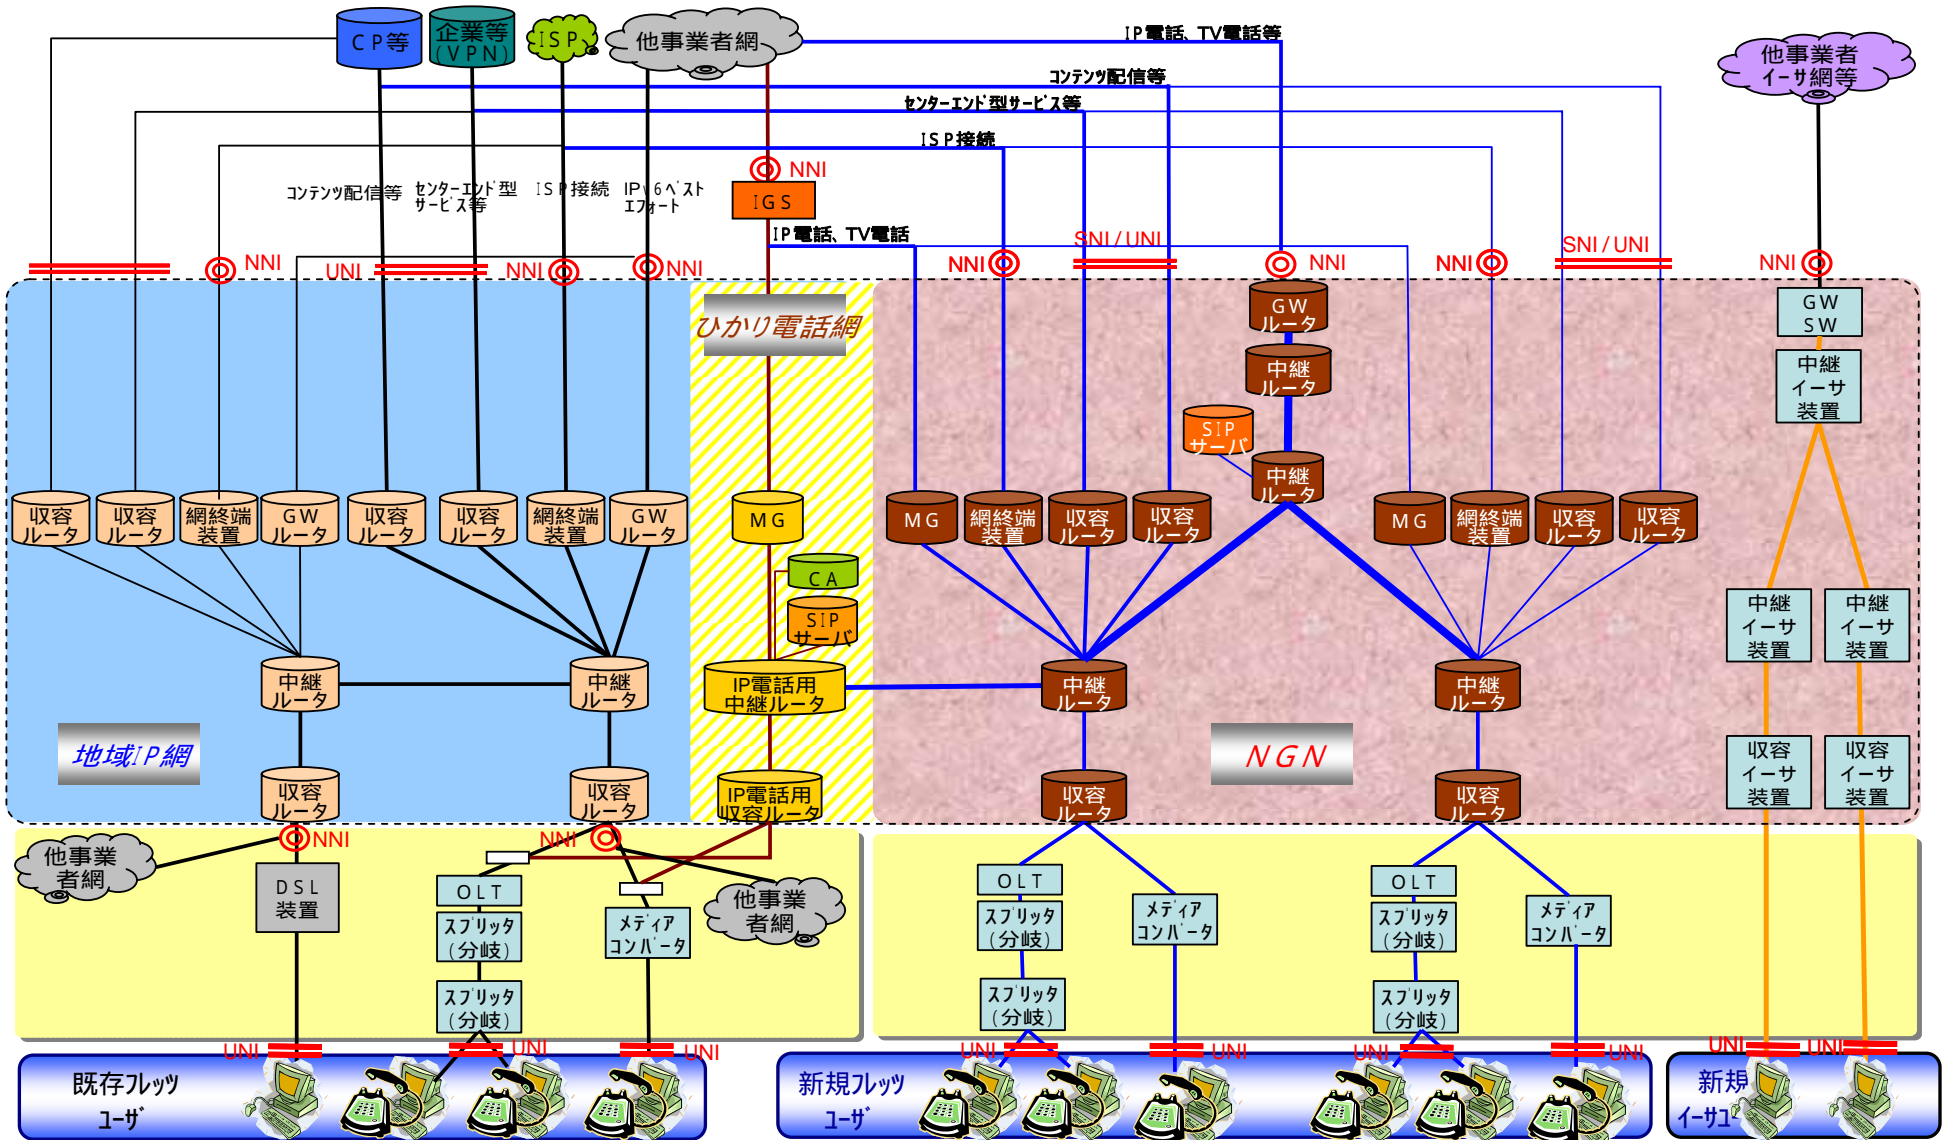 CP等
企業等
(VPN)
ISP
他事業者網
IP電話、TV電話等
他事業者
イーサ網等
コンテンツ配信等
センターエンド型サービス等
ISP接続
NNI
IGS
コンテンツ配信等
センターエンド型
サービス等
ISP接続
IPv6ベスト
エフォート
IP電話、TV電話
NNI
UNI
NNI
NNI
NNI
SNI/UNI
NNI
NNI
SNI/UNI
NNI
ひかり電話網
GW
ルータ
GW
SW
中継
ルータ
中継
イーサ
装置
SIP
サーバ
中継
ルータ
収容
ルータ
収容
ルータ
網終端
装置
GW
ルータ
収容
ルータ
収容
ルータ
網終端
装置
GW
ルータ
MG
MG
網終端
装置
収容
ルータ
収容
ルータ
MG
網終端
装置
収容
ルータ
収容
ルータ
CA
SIP
サーバ
中継
イーサ
装置
中継
イーサ
装置
中継
ルータ
中継
ルータ
IP電話用
中継ルータ
中継
ルータ
中継
ルータ
地域IP網
NGN
収容
ルータ
収容
ルータ
IP電話用
収容ルータ
収容
ルータ
収容
ルータ
収容
イーサ
装置
収容
イーサ
装置
NNI
NNI
他事業
者網
DSL
装置
OLT
スプリッタ
(分岐)
スプリッタ
(分岐)
メディア
コンバータ
他事業
者網
OLT
スプリッタ
(分岐)
スプリッタ
(分岐)
メディア
コンバータ
OLT
スプリッタ
(分岐)
スプリッタ
(分岐)
メディア
コンバータ
UNI
UNI
UNI
UNI
UNI
UNI
UNI
UNI
UNI
既存フレッツ
ユーザ
新規フレッツ
ユーザ
新規
イーサユー